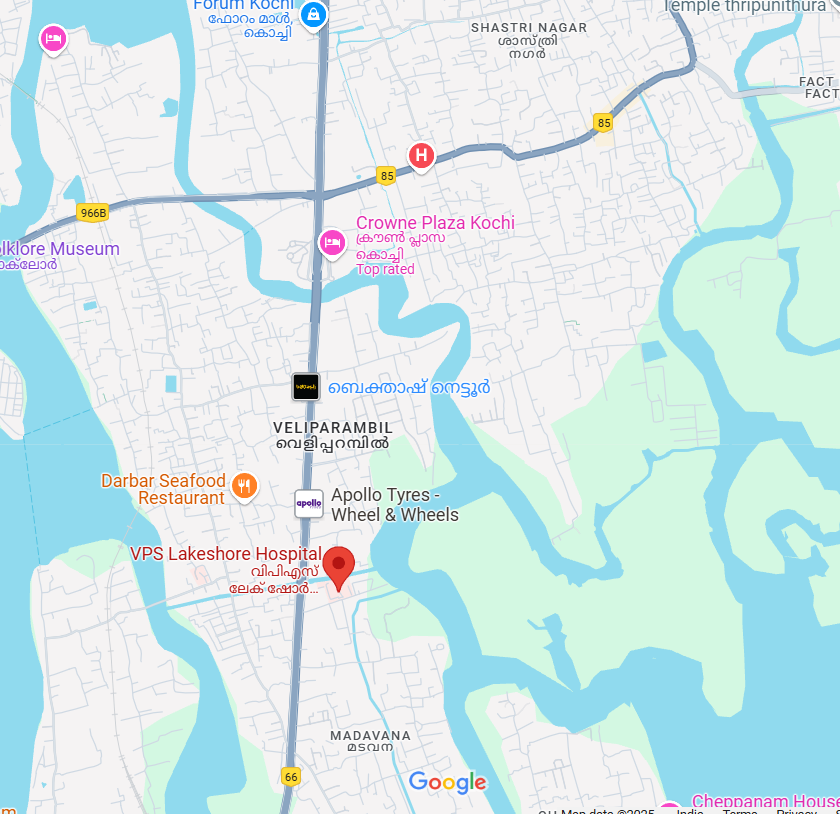 Forum Kochi
ഫോറം മാൾ,
കൊച്ചി
Temple thripunithura
SHASTRI NAGAR
ശാസ്ത്രി
നഗർ
FACT
FACT
85
H
85
966B
Crowne Plaza Kochi
ക്രൗൺ പ്ലാസ
കൊച്ചി
Top rated
olklore Museum
ക്‌ലോർ
ബെക്താഷ് നെട്ടൂർ
VELIPARAMBIL
വെളിപ്പറമ്പിൽ
Darbar Seafood
Restaurant
apollo
Apollo Tyres -
Wheel & Wheels
VPS Lakeshore Hospital
വിപിഎസ്
ലേക് ഷോർ...
MADAVANA
മടവന
66
Google
Cheppanam House
Map data ©2025 India Terms Privacy